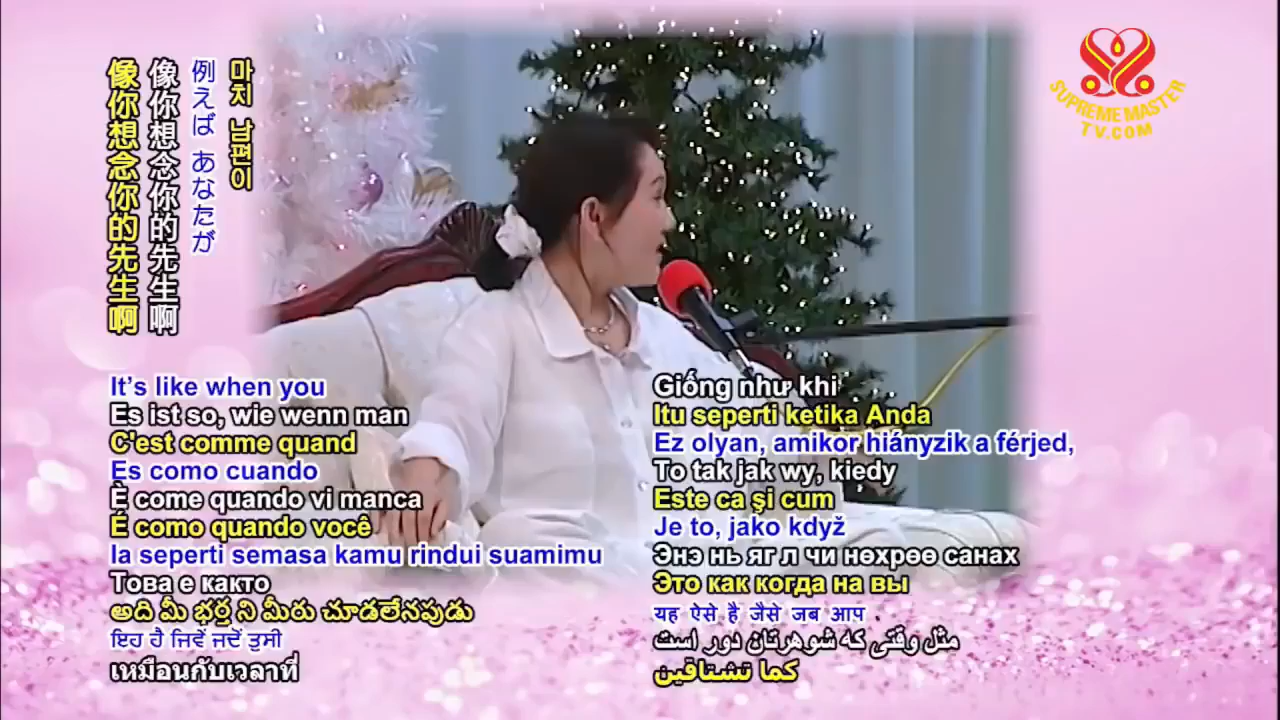 像你想念你的先生啊
像你想念你的先生啊
例えば あなたが
마치 남편이
SUPREME MASTER
TV.COM
It's like when you
Es ist so, wie wenn man
C'est comme quand
Es como cuando
È come quando vi manca
É como quando você
Ia seperti semasa kamu rindui suamimu
Това е както
అది మీ భర్త ని మీరు చూడలేనపుడు
ਇਹ ਹੈ ਜਿਵੇਂ ਜਦੋਂ ਤੁਸੀ
เหมือนกับเวลาที่
Giống như khi
Itu seperti ketika Anda
Ez olyan, amikor hiányzik a férjed,
To tak jak wy, kiedy
Este ca şi cum
Je to, jako když
Энэ нь яг л чи нөхрөө санах
Это как когда на вы
यह ऐसे है जैसे जब आप
مثل وقتی که شوهرتان دور است
كما تشتاقين